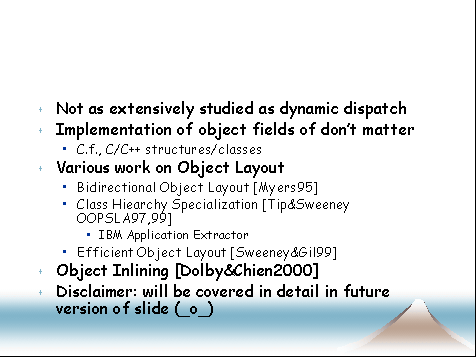 Not as extensively studied as dynamic dispatch
Implementation of object fields of don't matter
C.f., C/C++ structures/classes
Various work on Object Layout
Bidirectional Object Layout [Myers95]
Class Hiearchy Specialization [Tip&Sweeney
OOPSLA97,99]
IBM Application Extractor
Efficient Object Layout [Sweeney&Gil99]
Object Inlining [Dolby&Chien2000]
Disclaimer: will be covered in detail in future
version of slide (_o_)